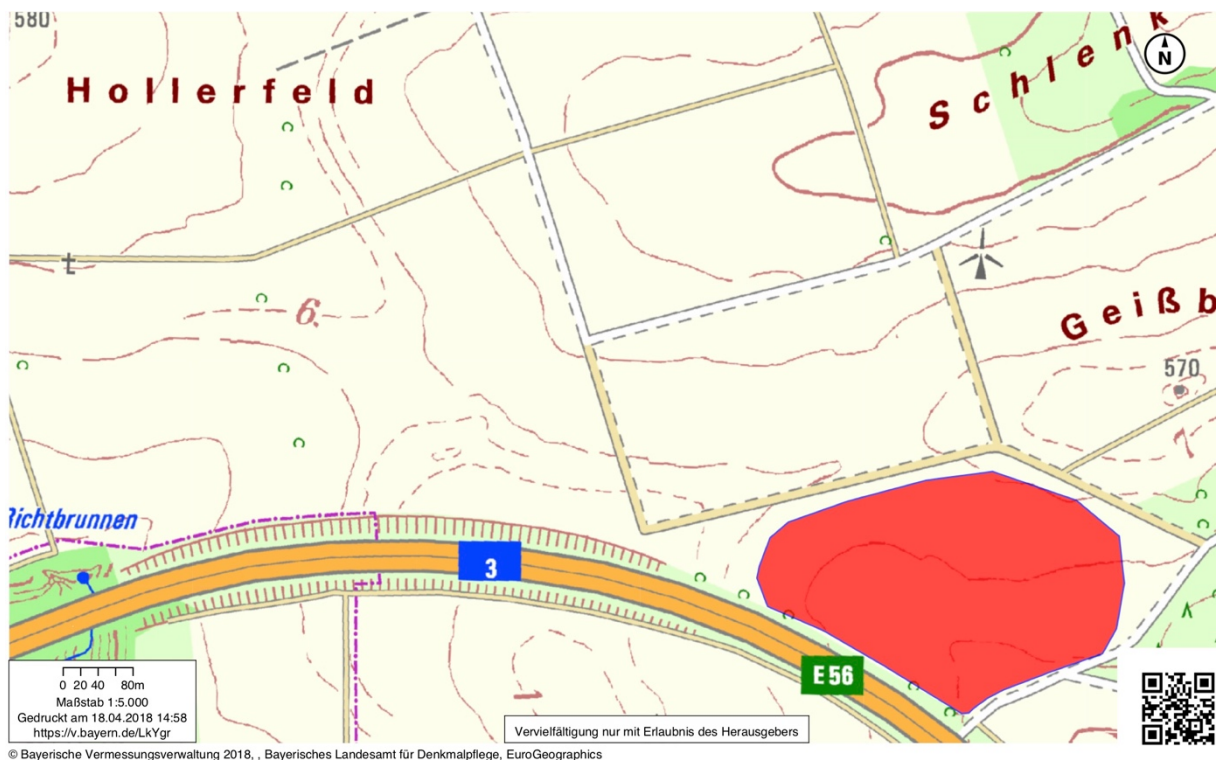 580
Hollerfeld
Schlenk
N
6.
Geißb
570
Richtbrunnen
3
7
E 56
1
0 20 40 80m
Maßstab 1:5.000
Gedruckt am 18.04.2018 14:58
https://v.bayern.de/LkYgr
Vervielfältigung nur mit Erlaubnis des Herausgebers
© Bayerische Vermessungsverwaltung 2018, , Bayerisches Landesamt für Denkmalpflege, EuroGeographics